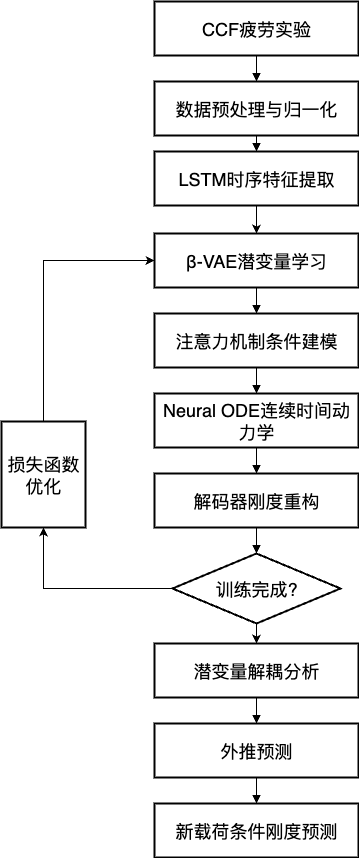 CCF疲劳实验
数据预处理与归一化
LSTM时序特征提取
β-VAE潜变量学习
注意力机制条件建模
Neural ODE连续时间动
力学
损失函数
优化
解码器刚度重构
训练完成?
潜变量解耦分析
外推预测
新载荷条件刚度预测